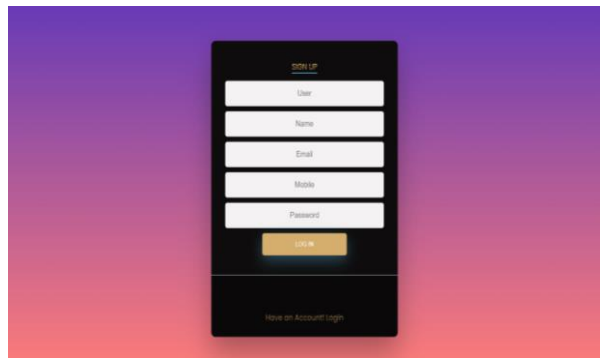 SIGN UP
User
Name
Email
Mobile
Password
LOG IN
Have an Account! Login